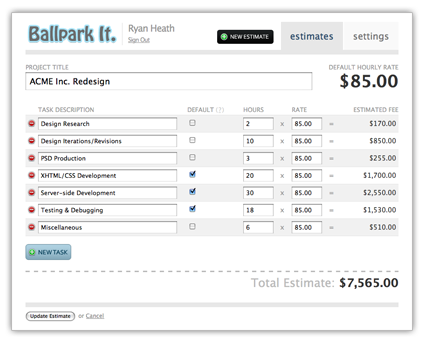 Ballpark It.
Ryan Heath
Sign Out
NEW ESTIMATE
estimates
settings
PROJECT TITLE
DEFAULT HOURLY RATE
ACME Inc. Redesign
$85.00
TASK DESCRIPTION DEFAULT (?) HOURS RATE ESTIMATED FEE
Design Research 2 x 85.00 = $170.00
Design Iterations/Revisions 10 x 85.00 = $850.00
PSD Production 3 x 85.00 = $255.00
XHTML/CSS Development 20 x 85.00 = $1,700.00
Server-side Development 30 x 85.00 = $2,550.00
Testing & Debugging 18 x 85.00 = $1,530.00
Miscellaneous 6 x 85.00 = $510.00
NEW TASK
Total Estimate: $7,565.00
Update Estimate or Cancel